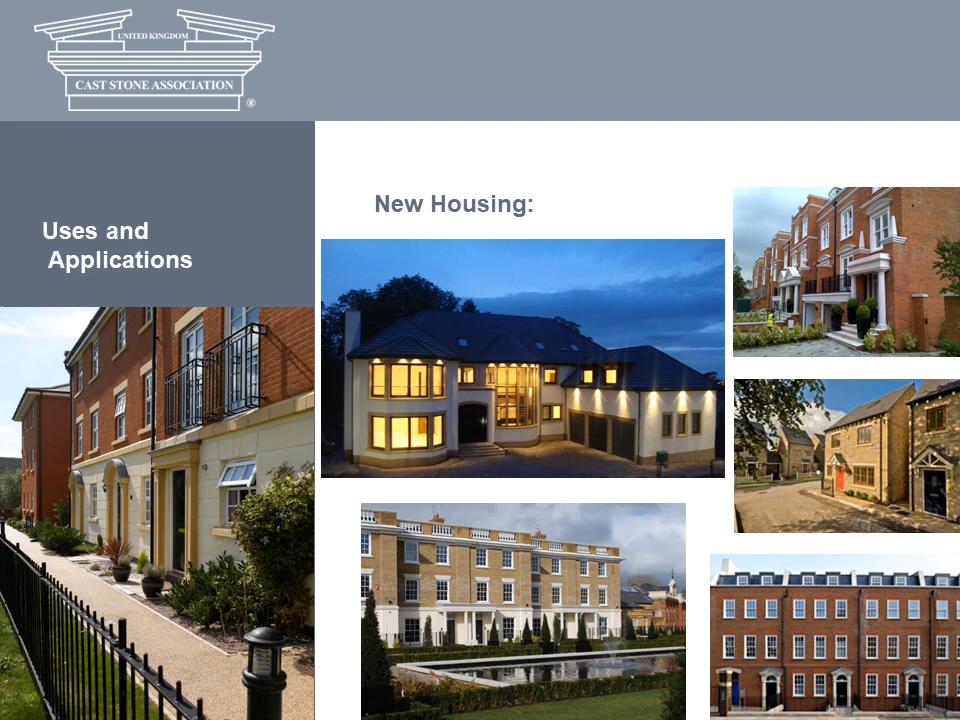 UNITED KINGDOM
CAST STONE ASSOCIATION
®
Uses and
Applications
New Housing: